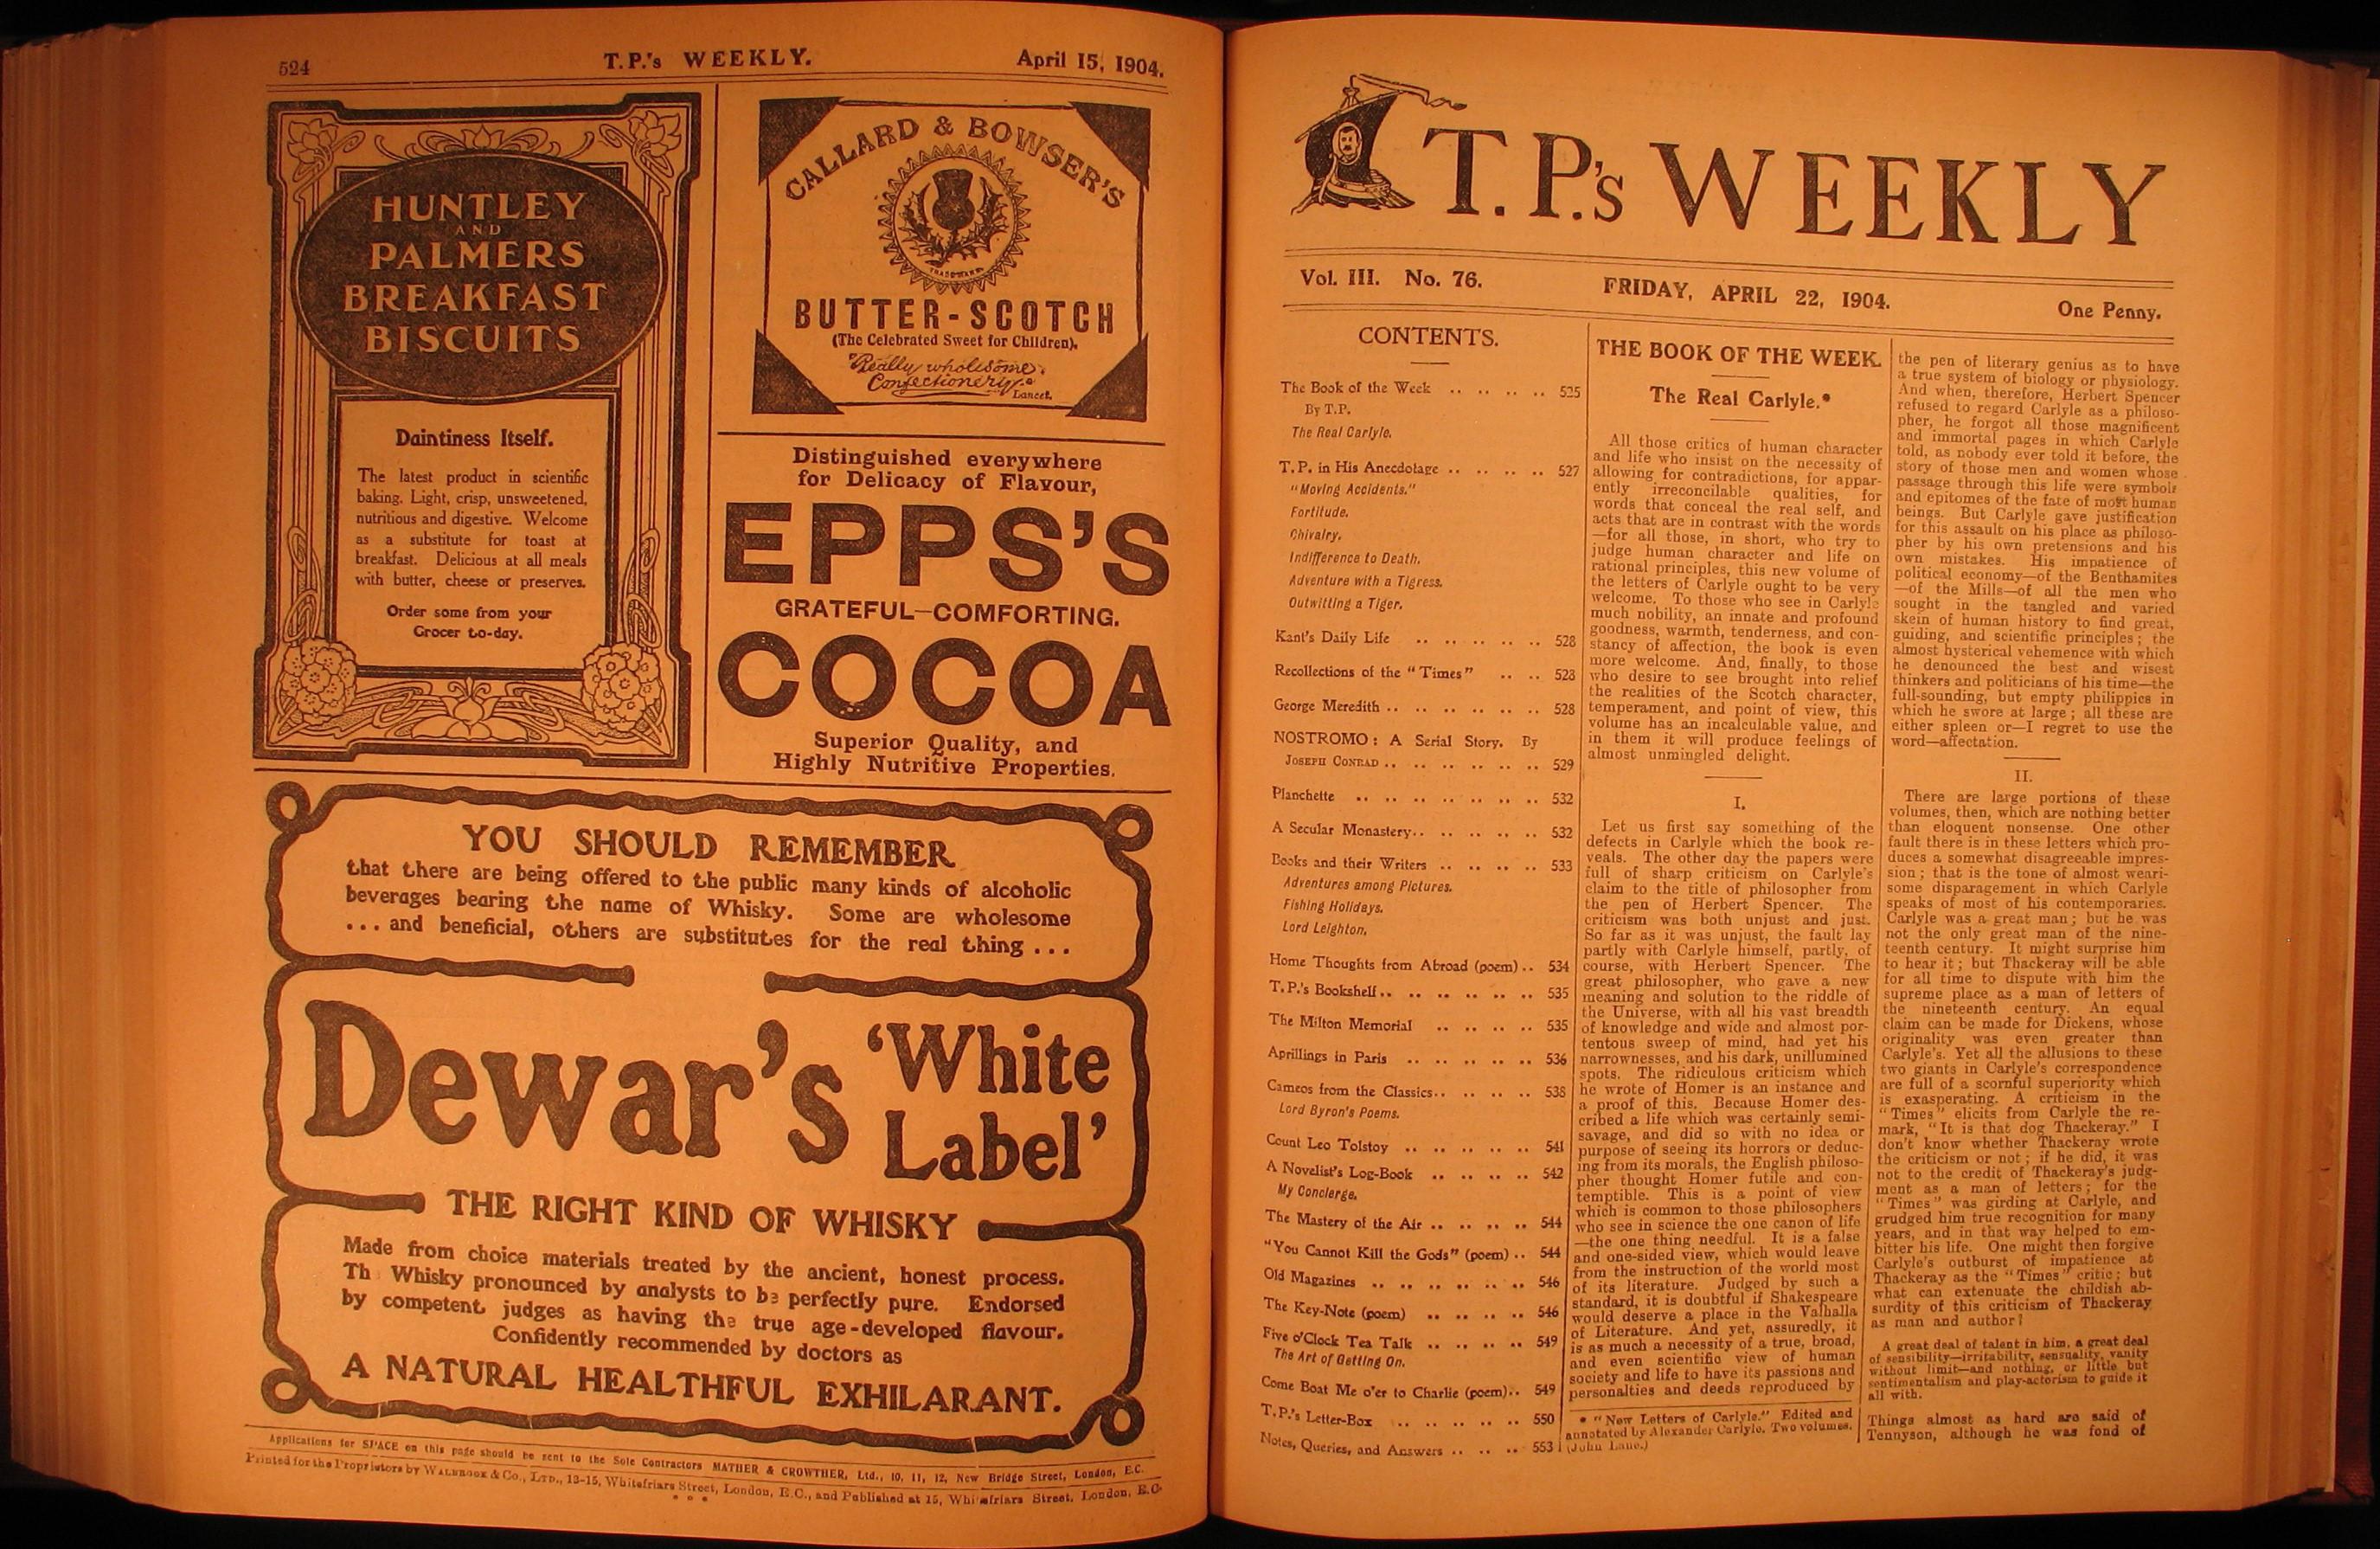 524
T.P.'s WEEKLY.
April 15, 1904.
HUNTLEY
AND
PALMERS
BREAKFAST
BISCUITS
Daintiness Itself.
The latest product in scientific
baking. Light, crisp, unsweetened,
nutritious and digestive. Welcome
as a substitute for toast at
breakfast. Delicious at all meals
with butter, cheese or preserves.
Order some from your
Grocer to-day.
CALLARD & BOWSER'S
TRADE MARK
BUTTER-SCOTCH
(The Celebrated Sweet for Children).
"Really wholesome
Confectionery."
Lancet.
Distinguished everywhere
for Delicacy of Flavour,
EPPS'S
GRATEFUL—COMFORTING.
COCOA
Superior Quality, and
Highly Nutritive Properties.
YOU SHOULD REMEMBER
that there are being offered to the public many kinds of alcoholic
beverages bearing the name of Whisky. Some are wholesome
... and beneficial, others are substitutes for the real thing ...
Dewar's 'White
Label'
THE RIGHT KIND OF WHISKY
Made from choice materials treated by the ancient, honest process.
Th Whisky pronounced by analysts to be perfectly pure. Endorsed
by competent judges as having the true age-developed flavour.
Confidently recommended by doctors as
A NATURAL HEALTHFUL EXHILARANT.
Applications for SPACE on this page should be sent to the Sole Contractors MATHER & CROWTHER, Ltd., 10, 11, 12, New Bridge Street, London, E.C.
Printed for the Proprietors by WALBROOK & Co., LTD., 13-15, Whitefriars Street, London, E.C., and Published at 15, Whitefriars Street, London, E.C.
T.P.'s WEEKLY
Vol. III. No. 76.
FRIDAY, APRIL 22, 1904.
One Penny.
CONTENTS.
The Book of the Week .. .. .. .. 525
By T.P.
The Real Carlyle.
T.P. in His Anecdotage .. .. .. .. 527
"Moving Accidents."
Fortitude.
Chivalry.
Indifference to Death.
Adventure with a Tigress.
Outwitting a Tiger.
Kant's Daily Life .. .. .. .. .. 528
Recollections of the "Times" .. .. 528
George Meredith .. .. .. .. .. .. 528
NOSTROMO: A Serial Story. By
JOSEPH CONRAD .. .. .. .. .. .. 529
Planchette .. .. .. .. .. .. .. 532
A Secular Monastery .. .. .. .. .. 532
Books and their Writers .. .. .. .. 533
Adventures among Pictures.
Fishing Holidays.
Lord Leighton.
Home Thoughts from Abroad (poem) .. 534
T.P.'s Bookshelf .. .. .. .. .. .. 535
The Milton Memorial .. .. .. .. 535
Aprillings in Paris .. .. .. .. .. 536
Cameos from the Classics .. .. .. .. 538
Lord Byron's Poems.
Count Leo Tolstoy .. .. .. .. .. 541
A Novelist's Log-Book .. .. .. .. 542
My Concierge.
The Mastery of the Air .. .. .. .. 544
"You Cannot Kill the Gods" (poem) .. 544
Old Magazines .. .. .. .. .. .. 546
The Key-Note (poem) .. .. .. .. 546
Five o'Clock Tea Talk .. .. .. .. 549
The Art of Getting On.
Come Boat Me o'er to Charlie (poem) .. 549
T.P.'s Letter-Box .. .. .. .. .. 550
Notes, Queries, and Answers .. .. .. 553
THE BOOK OF THE WEEK.
The Real Carlyle.*
All those critics of human character
and life who insist on the necessity of
allowing for contradictions, for appar-
ently irreconcilable qualities, for
words that conceal the real self, and
acts that are in contrast with the words
—for all those, in short, who try to
judge human character and life on
rational principles, this new volume of
the letters of Carlyle ought to be very
welcome. To those who see in Carlyle
much nobility, an innate and profound
goodness, warmth, tenderness, and con-
stancy of affection, the book is even
more welcome. And, finally, to those
who desire to see brought into relief
the realities of the Scotch character,
temperament, and point of view, this
volume has an incalculable value, and
in them it will produce feelings of
almost unmingled delight.
I.
Let us first say something of the
defects in Carlyle which the book re-
veals. The other day the papers were
full of sharp criticism on Carlyle's
claim to the title of philosopher from
the pen of Herbert Spencer. The
criticism was both unjust and just.
So far as it was unjust, the fault lay
partly with Carlyle himself, partly, of
course, with Herbert Spencer. The
great philosopher, who gave a new
meaning and solution to the riddle of
the Universe, with all his vast breadth
of knowledge and wide and almost por-
tentous sweep of mind, had yet his
narrownesses, and his dark, unillumined
spots. The ridiculous criticism which
he wrote of Homer is an instance and
a proof of this. Because Homer des-
cribed a life which was certainly semi-
savage, and did so with no idea or
purpose of seeing its horrors or deduc-
ing from its morals, the English philoso-
pher thought Homer futile and con-
temptible. This is a point of view
which is common to those philosophers
who see in science the one canon of life
—the one thing needful. It is a false
and one-sided view, which would leave
from the instruction of the world most
of its literature. Judged by such a
standard, it is doubtful if Shakespeare
would deserve a place in the Valhalla
of Literature. And yet, assuredly, it
is as much a necessity of a true, broad,
and even scientific view of human
society and life to have its passions and
personalties and deeds reproduced by
* "New Letters of Carlyle." Edited and
annotated by Alexander Carlyle. Two volumes.
(John Lane.)
the pen of literary genius as to have
a true system of biology or physiology.
And when, therefore, Herbert Spencer
refused to regard Carlyle as a philoso-
pher, he forgot all those magnificent
and immortal pages in which Carlyle
told, as nobody ever told it before, the
story of those men and women whose
passage through this life were symbols
and epitomes of the fate of most human
beings. But Carlyle gave justification
for this assault on his place as philoso-
pher by his own pretensions and his
own mistakes. His impatience of
political economy—of the Benthamites
—of the Mills—of all the men who
sought in the tangled and varied
skein of human history to find great,
guiding, and scientific principles; the
almost hysterical vehemence with which
he denounced the best and wisest
thinkers and politicians of his time—the
full-sounding, but empty philippics in
which he swore at large; all these are
either spleen or—I regret to use the
word—affectation.
II.
There are large portions of these
volumes, then, which are nothing better
than eloquent nonsense. One other
fault there is in these letters which pro-
duces a somewhat disagreeable impres-
sion; that is the tone of almost weari-
some disparagement in which Carlyle
speaks of most of his contemporaries.
Carlyle was a great man; but he was
not the only great man of the nine-
teenth century. It might surprise him
to hear it; but Thackeray will be able
for all time to dispute with him the
supreme place as a man of letters of
the nineteenth century. An equal
claim can be made for Dickens, whose
originality was even greater than
Carlyle's. Yet all the allusions to these
two giants in Carlyle's correspondence
are full of a scornful superiority which
is exasperating. A criticism in the
"Times" elicits from Carlyle the re-
mark, "It is that dog Thackeray." I
don't know whether Thackeray wrote
the criticism or not; if he did, it was
not to the credit of Thackeray's judg-
ment as a man of letters; for the
"Times" was girding at Carlyle, and
grudged him true recognition for many
years, and in that way helped to em-
bitter his life. One might then forgive
Carlyle's outburst of impatience at
Thackeray as the "Times" critic; but
what can extenuate the childish ab-
surdity of this criticism of Thackeray
as man and author?
A great deal of talent in him, a great deal
of sensibility—irritability, sensuality, vanity
without limit—and nothing, or little but
sentimentalism and play-actorism to guide it
all with.
Things almost as hard are said of
Tennyson, although he was fond of